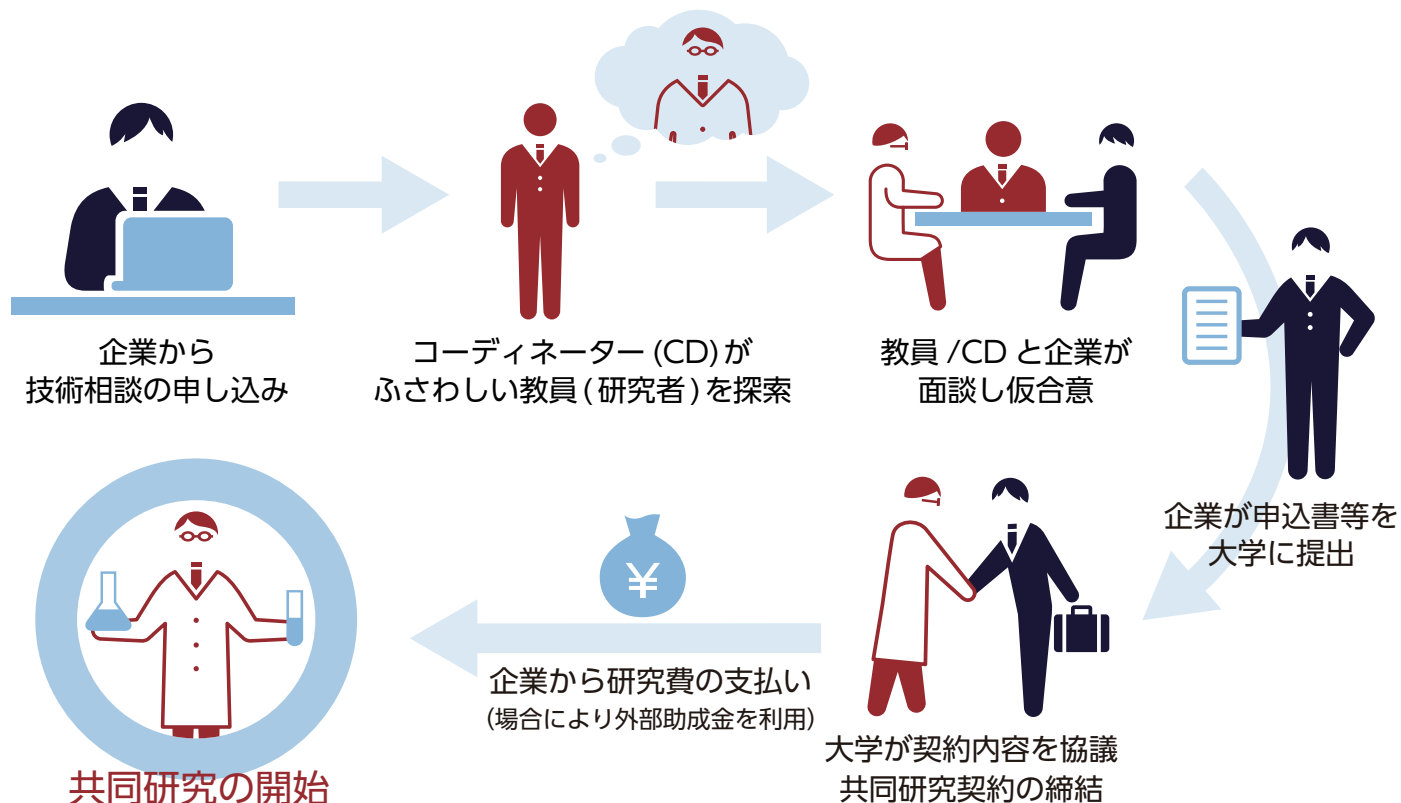 企業から
技術相談の申し込み
コーディネーター (CD) が
ふさわしい教員 ( 研究者 ) を探索
教員 /CD と企業が
面談し仮合意
企業が申込書等を
大学に提出
大学が契約内容を協議
共同研究契約の締結
¥
企業から研究費の支払い
(場合により外部助成金を利用)
共同研究の開始